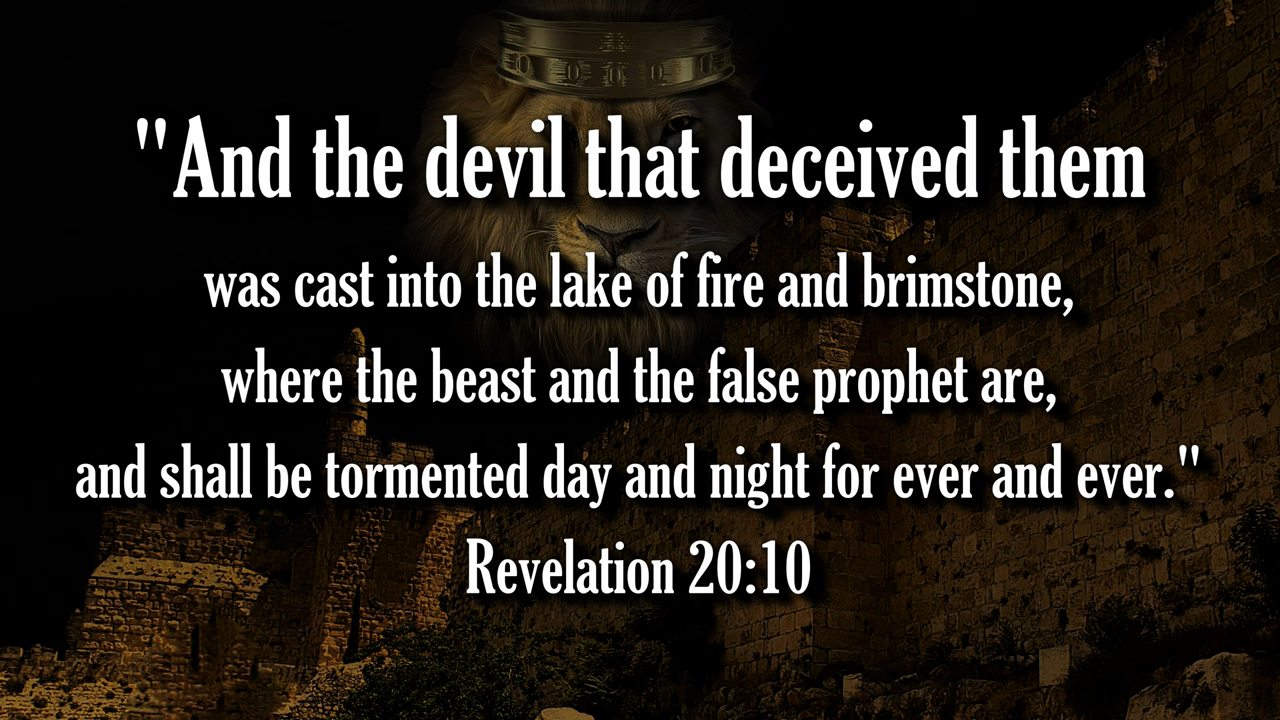 "And the devil that deceived them
was cast into the lake of fire and brimstone,
where the beast and the false prophet are,
and shall be tormented day and night for ever and ever."
Revelation 20:10